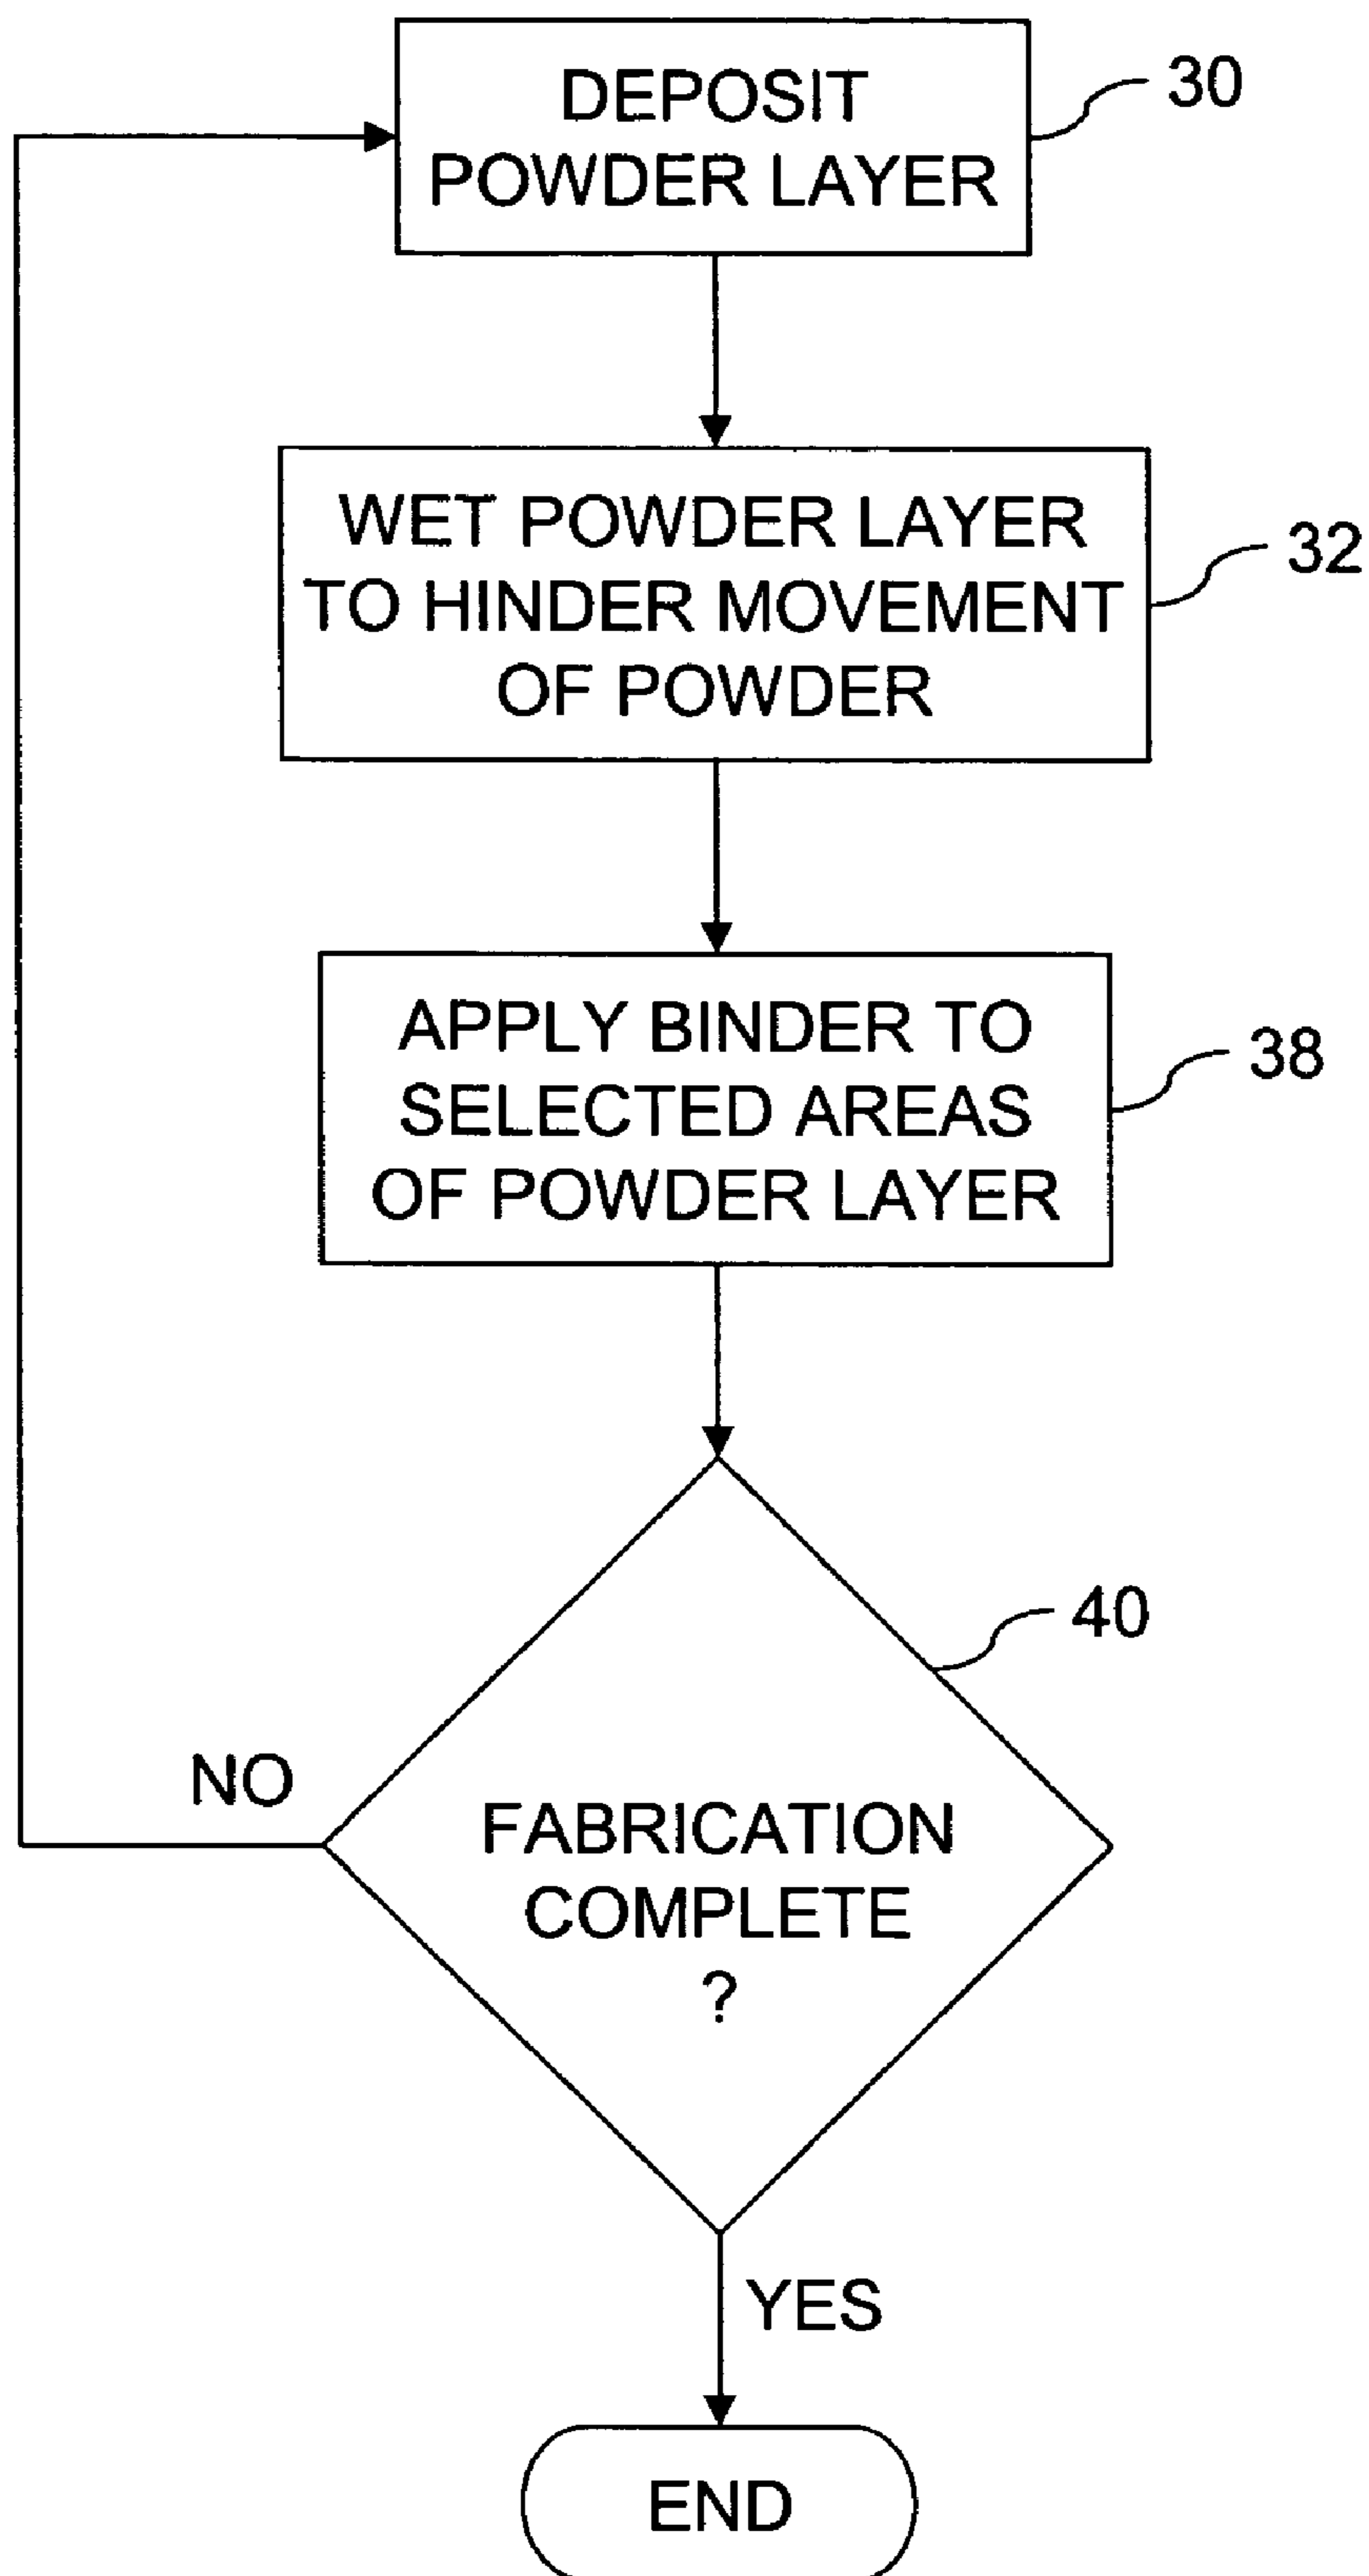 DEPOSIT
POWDER LAYER
30
WET POWDER LAYER
TO HINDER MOVEMENT
OF POWDER
32
APPLY BINDER TO
SELECTED AREAS
OF POWDER LAYER
38
40
NO
FABRICATION
COMPLETE
?
YES
END